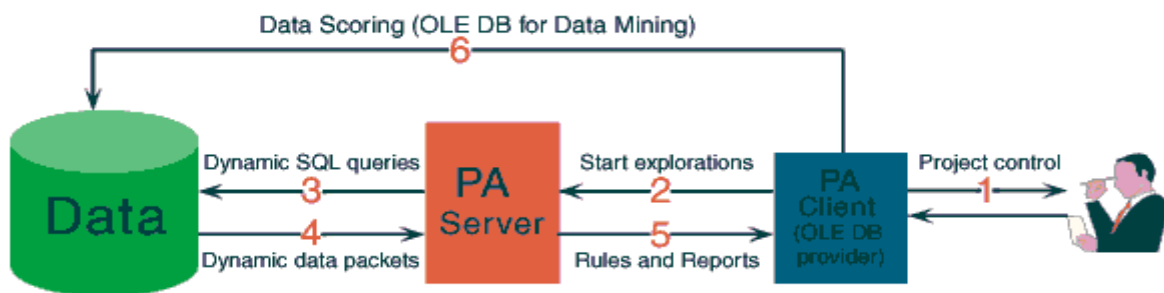 Data Scoring (OLE DB for Data Mining)
6
Dynamic SQL queries
Start explorations
Project control
3
2
1
Data
PA
Server
PA
Client
(OLE DB
provider)
4
5
Dynamic data packets
Rules and Reports